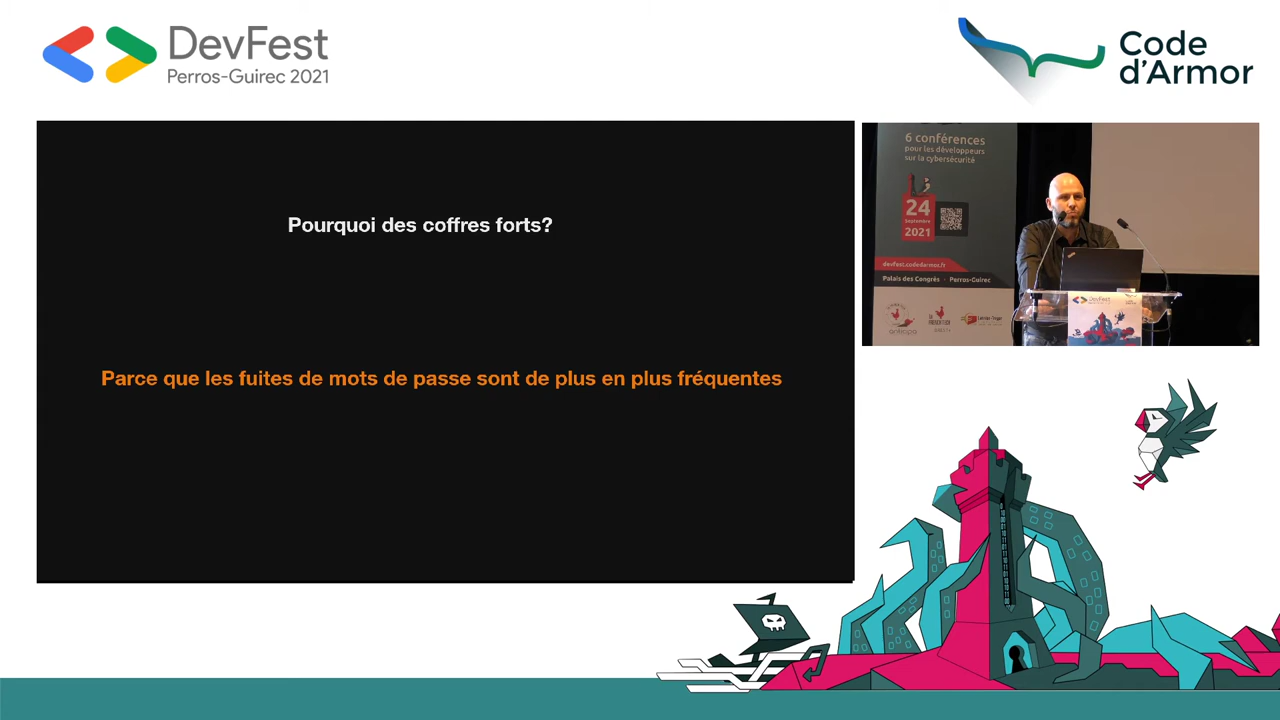 DevFest
Perros-Guirec 2021
Code
d'Armor
Pourquoi des coffres forts?
Parce que les fuites de mots de passe sont de plus en plus fréquentes
6 conférences
pour les développeurs
sur la cybersécurité
24
septembre
2021
devfest.codedarmor.fr
Palais des Congrès - Perros-Guirec
DevFest